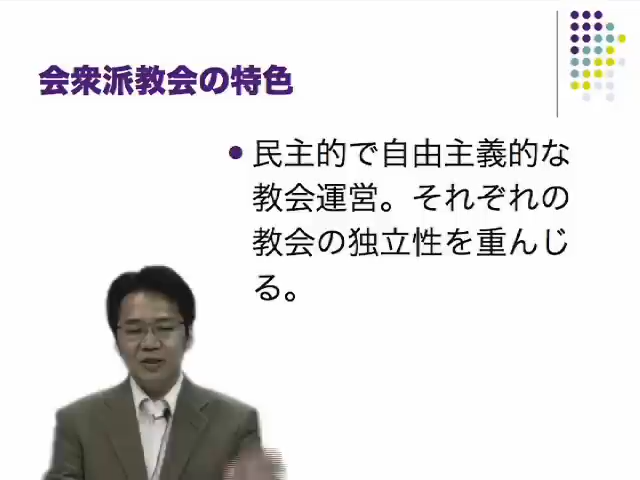 会衆派教会の特色
民主的で自由主義的な
教会運営。それぞれの
教会の独立性を重んじ
る。